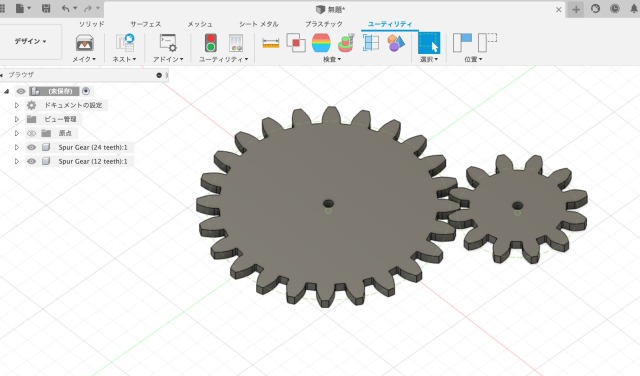 無題*
ソリッド サーフェス メッシュ シート メタル プラスチック ユーティリティ
デザイン▾
メイク▾ ネスト▾ アドイン▾ ユーティリティ▾ 検査▾ 選択▾ 位置▾
ブラウザ
(未保存)
ドキュメントの設定
ビュー管理
原点
Spur Gear (24 teeth):1
Spur Gear (12 teeth):1